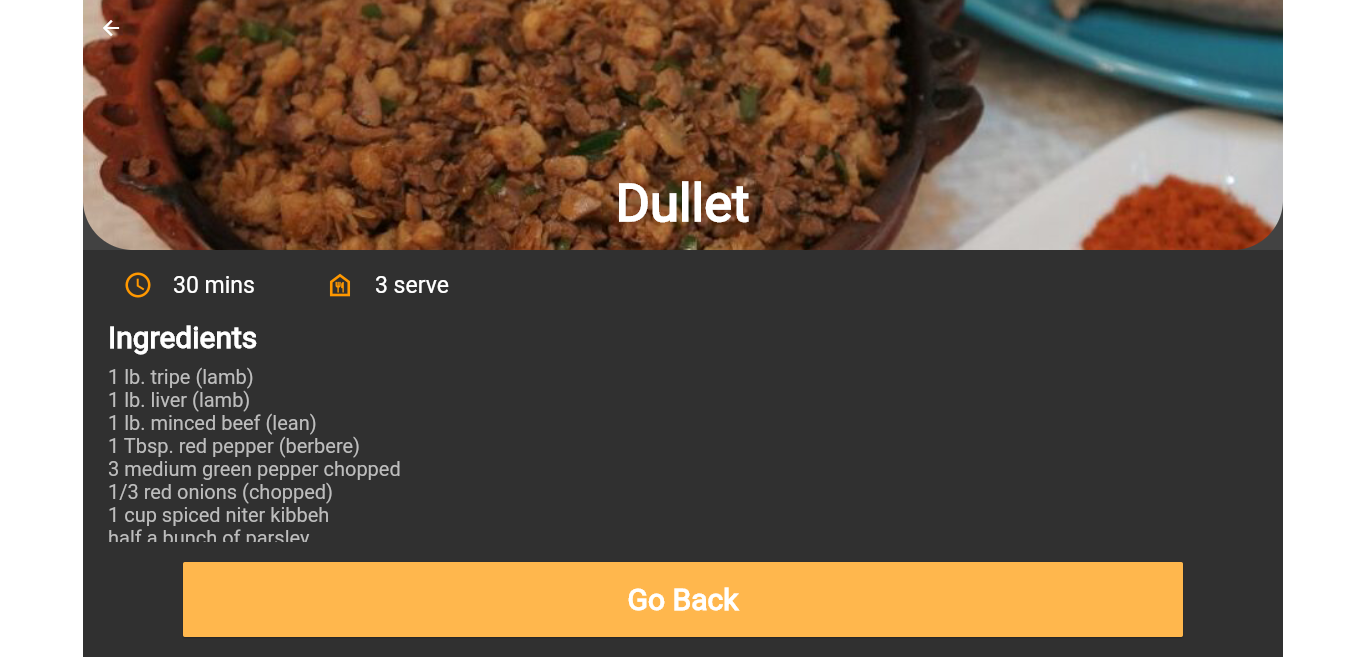 Dullet
30 mins
3 serve
Ingredients
1 lb. tripe (lamb)
1 lb. liver (lamb)
1 lb. minced beef (lean)
1 Tbsp. red pepper (berbere)
3 medium green pepper chopped
1/3 red onions (chopped)
1 cup spiced niter kibbeh
half a bunch of parsley
Go Back